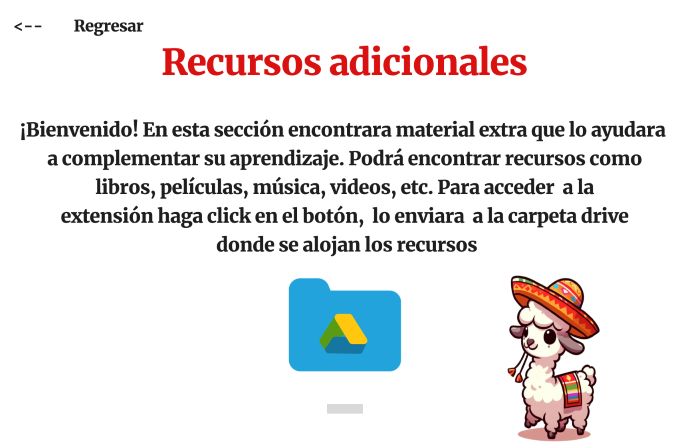 <-- Regresar
Recursos adicionales
¡Bienvenido! En esta sección encontrara material extra que lo ayudara
a complementar su aprendizaje. Podrá encontrar recursos como
libros, películas, música, videos, etc. Para acceder  a la
extensión haga click en el botón,  lo enviara  a la carpeta drive
donde se alojan los recursos